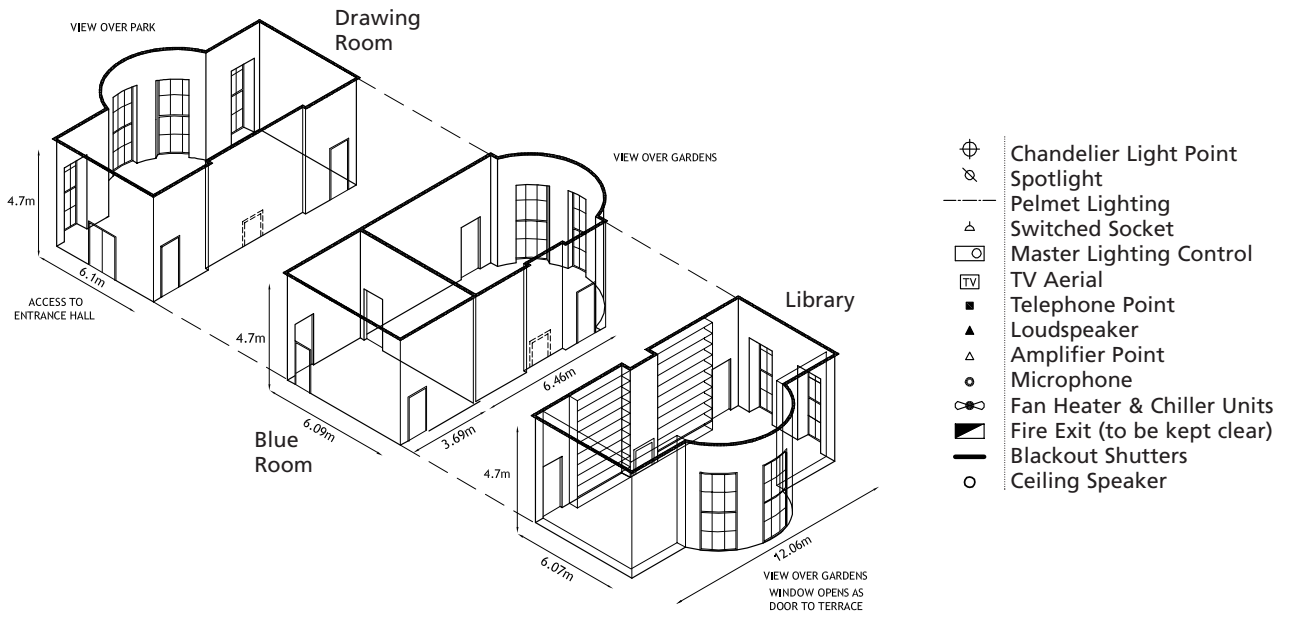 VIEW OVER PARK
Drawing
Room
4.7m
6.1m
ACCESS TO
ENTRANCE HALL
VIEW OVER GARDENS
4.7m
6.09m
3.69m
6.46m
Blue
Room
Library
4.7m
6.07m
12.06m
VIEW OVER GARDENS
WINDOW OPENS AS
DOOR TO TERRACE
Chandelier Light Point
Spotlight
Pelmet Lighting
Switched Socket
Master Lighting Control
TV TV Aerial
Telephone Point
Loudspeaker
Amplifier Point
Microphone
Fan Heater & Chiller Units
Fire Exit (to be kept clear)
Blackout Shutters
Ceiling Speaker